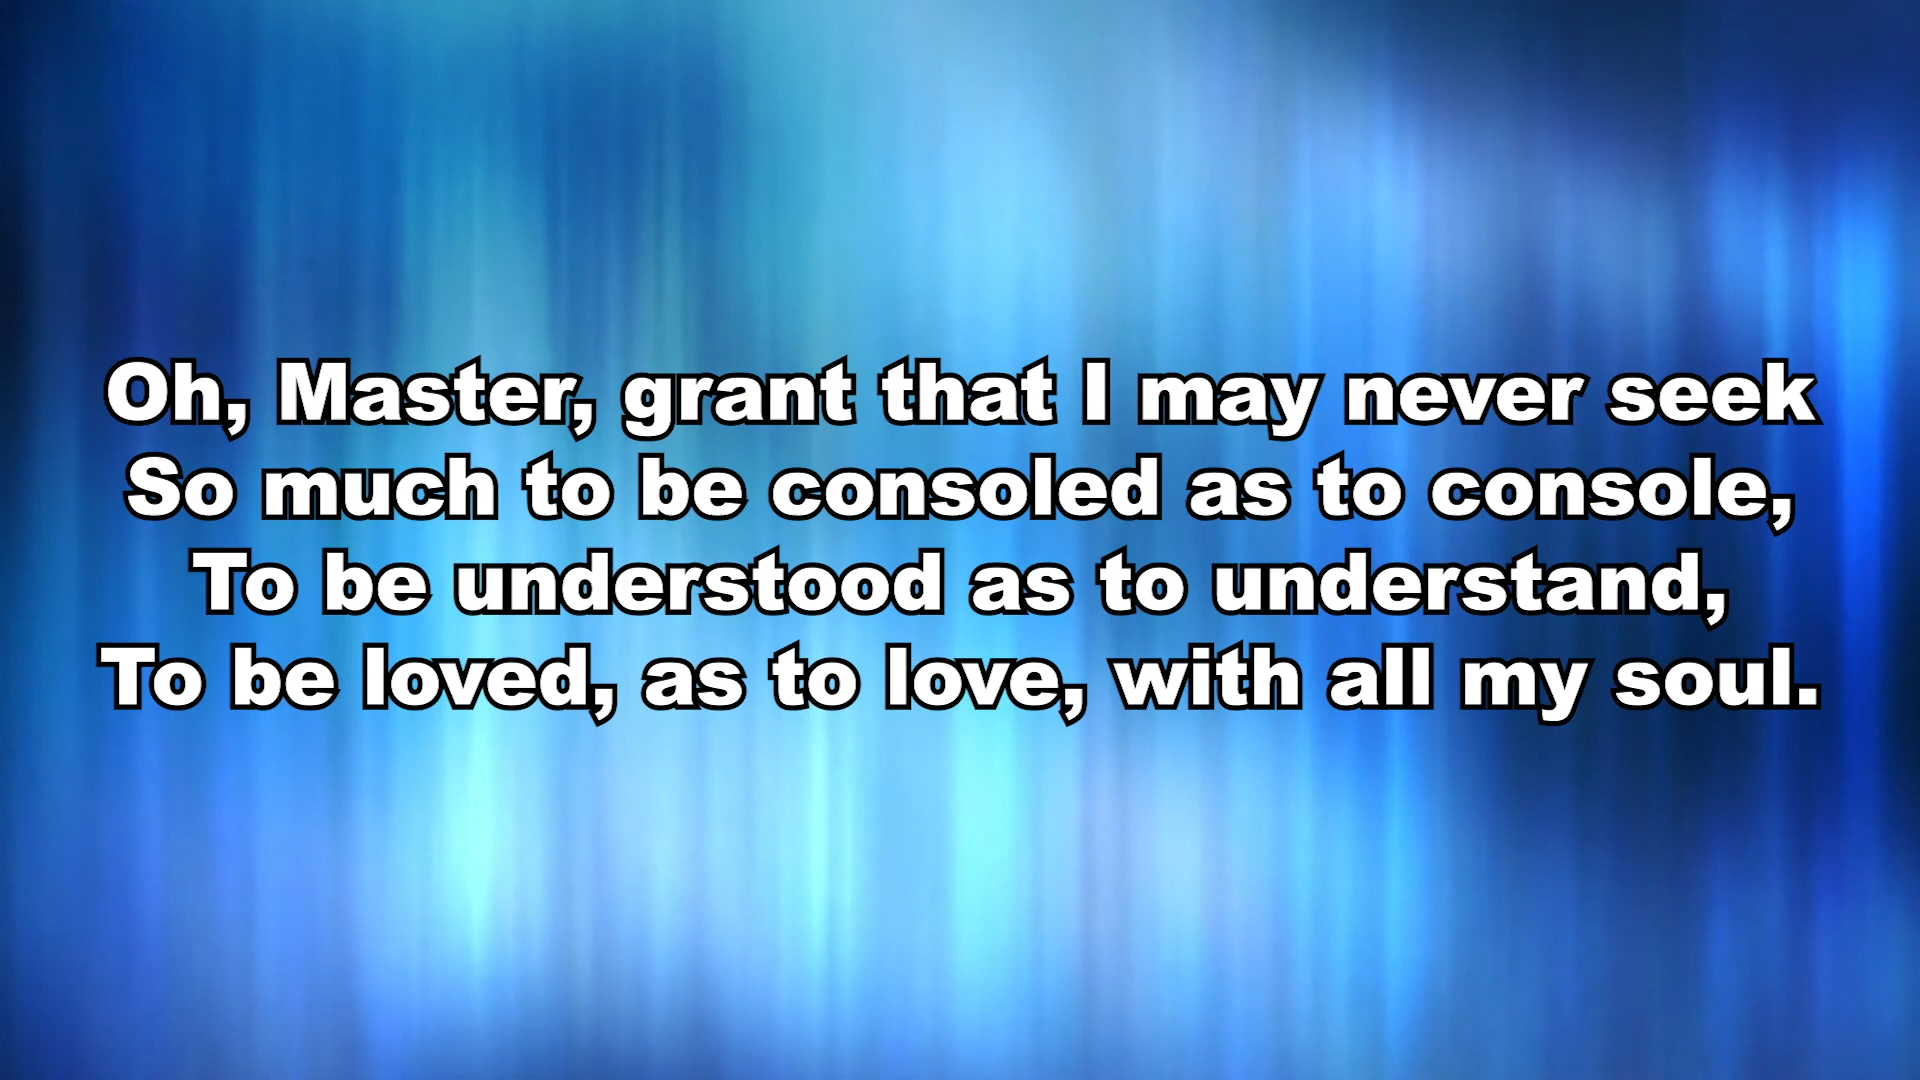 Oh, Master, grant that I may never seek
So much to be consoled as to console,
To be understood as to understand,
To be loved, as to love, with all my soul.